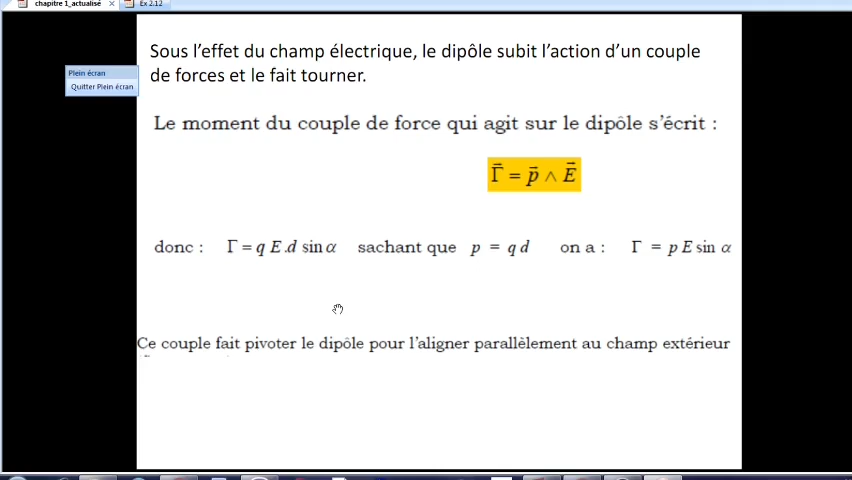 chapitre 1_actualisé
Ex 2.12
Plein écran
Quitter Plein écran
Sous l’effet du champ électrique, le dipôle subit l’action d’un couple
de forces et le fait tourner.
Le moment du couple de force qui agit sur le dipôle s’écrit :
Γ⃗ = p⃗ ∧ E⃗
donc : Γ = q E.d sin α sachant que p = q d on a : Γ = p E sin α
Ce couple fait pivoter le dipôle pour l’aligner parallèlement au champ extérieur